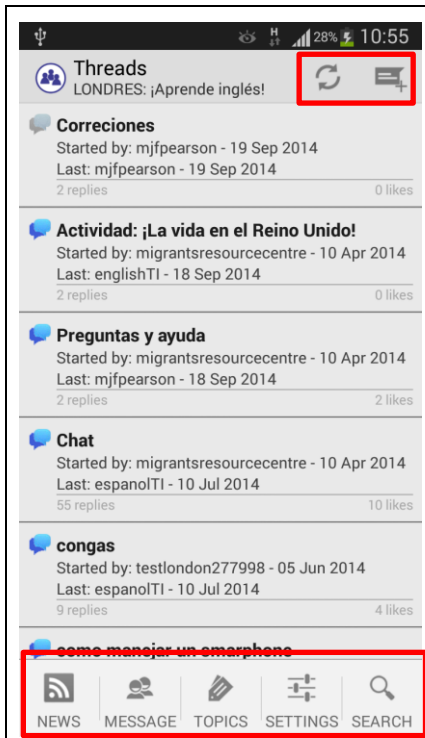 H
28%
10:55
Threads
LONDRES: ¡Aprende inglés!
Correciones
Started by: mjfpearson - 19 Sep 2014
Last: mjfpearson - 19 Sep 2014
2 replies 0 likes
Actividad: ¡La vida en el Reino Unido!
Started by: migrantsresourcecentre - 10 Apr 2014
Last: englishTI - 18 Sep 2014
2 replies 0 likes
Preguntas y ayuda
Started by: migrantsresourcecentre - 10 Apr 2014
Last: mjfpearson - 18 Sep 2014
2 replies 2 likes
Chat
Started by: migrantsresourcecentre - 10 Apr 2014
Last: espanolTI - 10 Jul 2014
55 replies 10 likes
congas
Started by: testlondon277998 - 05 Jun 2014
Last: espanolTI - 10 Jul 2014
9 replies 4 likes
como manejar un smarphone
NEWS MESSAGE TOPICS SETTINGS SEARCH